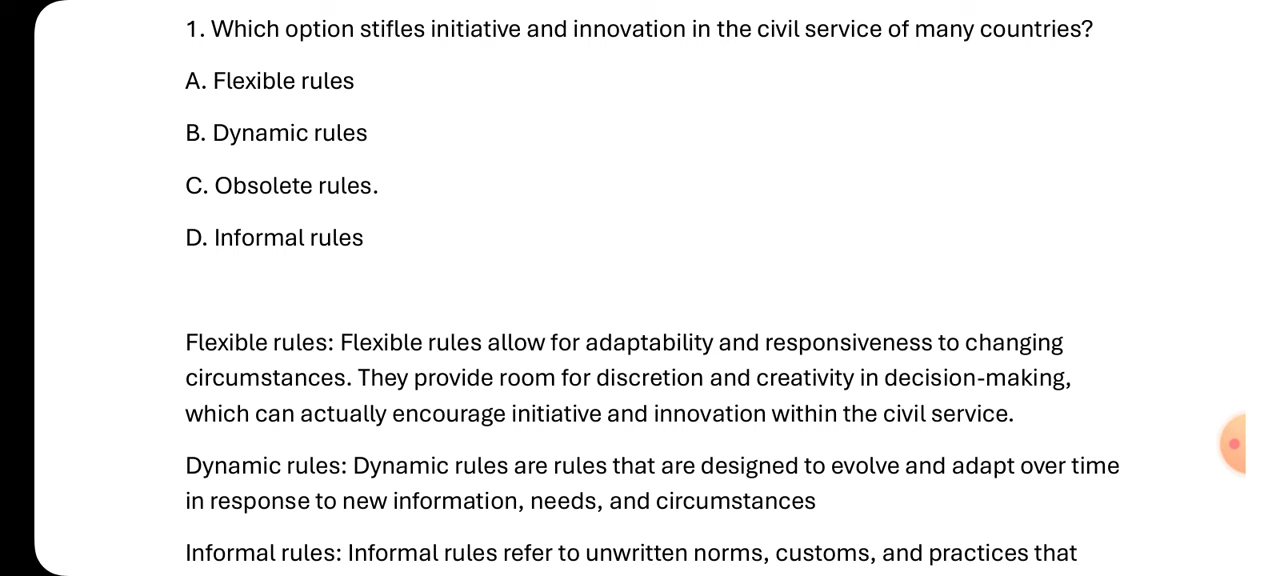 1. Which option stifles initiative and innovation in the civil service of many countries?
A. Flexible rules
B. Dynamic rules
C. Obsolete rules.
D. Informal rules
Flexible rules: Flexible rules allow for adaptability and responsiveness to changing
circumstances. They provide room for discretion and creativity in decision-making,
which can actually encourage initiative and innovation within the civil service.
Dynamic rules: Dynamic rules are rules that are designed to evolve and adapt over time
in response to new information, needs, and circumstances
Informal rules: Informal rules refer to unwritten norms, customs, and practices that